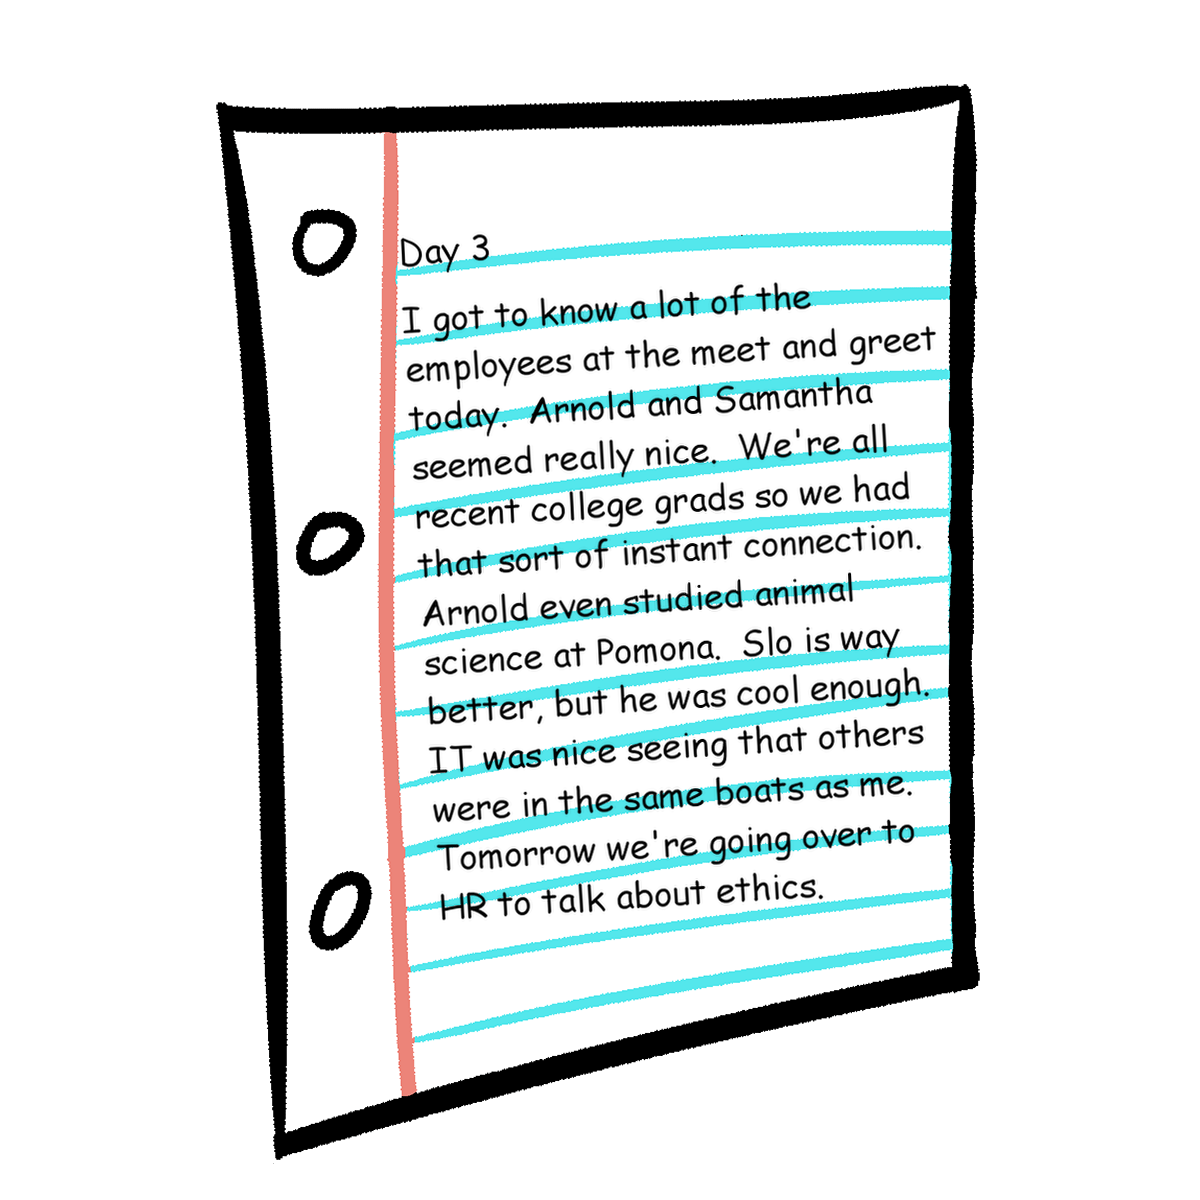 Day 3
I got to know a lot of the
employees at the meet and greet
today.  Arnold and Samantha
seemed really nice.  We're all
recent college grads so we had
that sort of instant connection.
Arnold even studied animal
science at Pomona.  Slo is way
better, but he was cool enough.
IT was nice seeing that others
were in the same boats as me.
Tomorrow we're going over to
HR to talk about ethics.